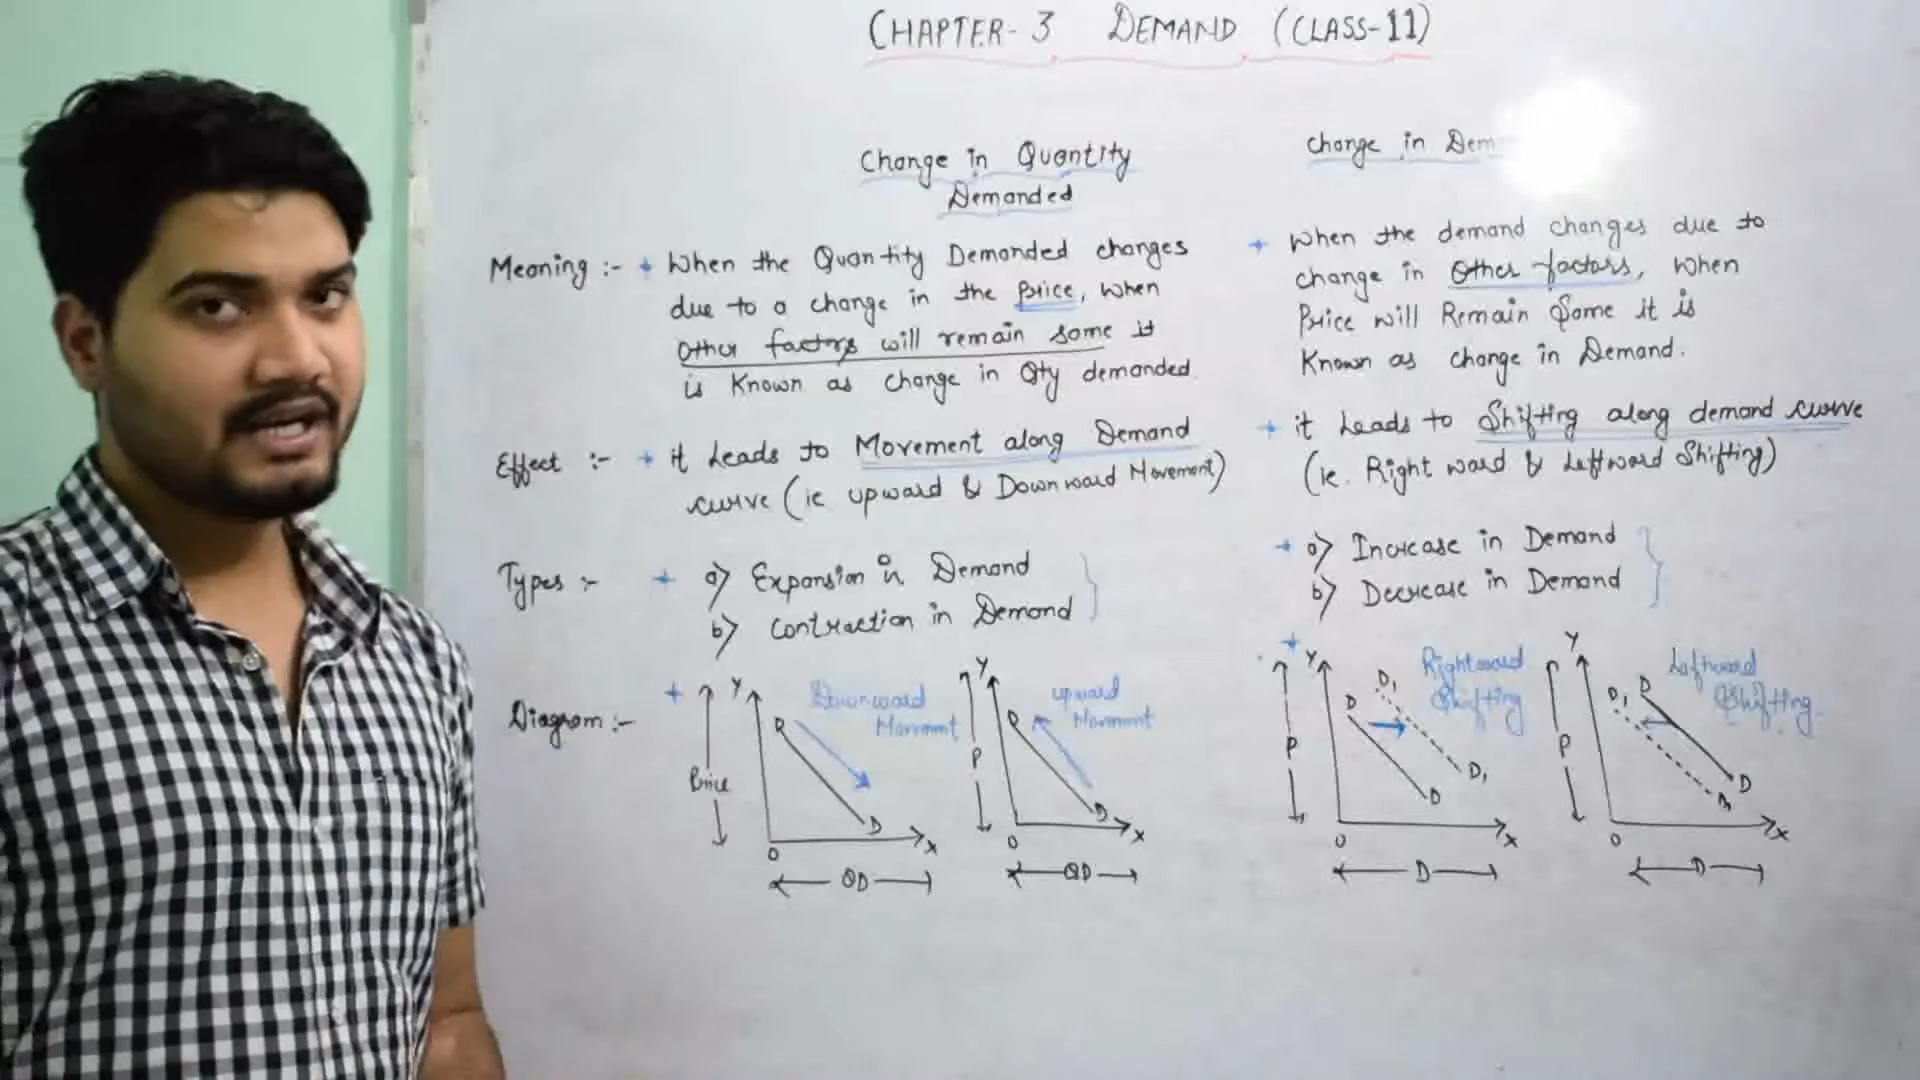 CHAPTER-3 DEMAND (CLASS-11)
Change in Quantity
Demanded
Change in Dem
Meaning :- + When the Quantity Demanded changes
due to a change in the Price, when
Other factors will remain same it
is Known as change in Qty demanded.
+ When the demand changes due to
change in Other factors, When
Price will Remain Same it is
Known as change in Demand.
Effect :- + it Leads to Movement along Demand
curve (ie upward & Downward Movement)
+ it Leads to Shifting along demand curve
(ie. Right ward & Leftward Shifting)
Types :- + a) Expansion in Demand
b) Contraction in Demand
+ a) Increase in Demand
b) Decrease in Demand
Diagram :- +
Price Y D D O X QD
Downward
Movement
P Y D D O X QD
upward
Movement
+
P Y D D D1 D1 O X D
Rightward
Shifting
P Y D1 D D D1 O X D
Leftward
Shifting.